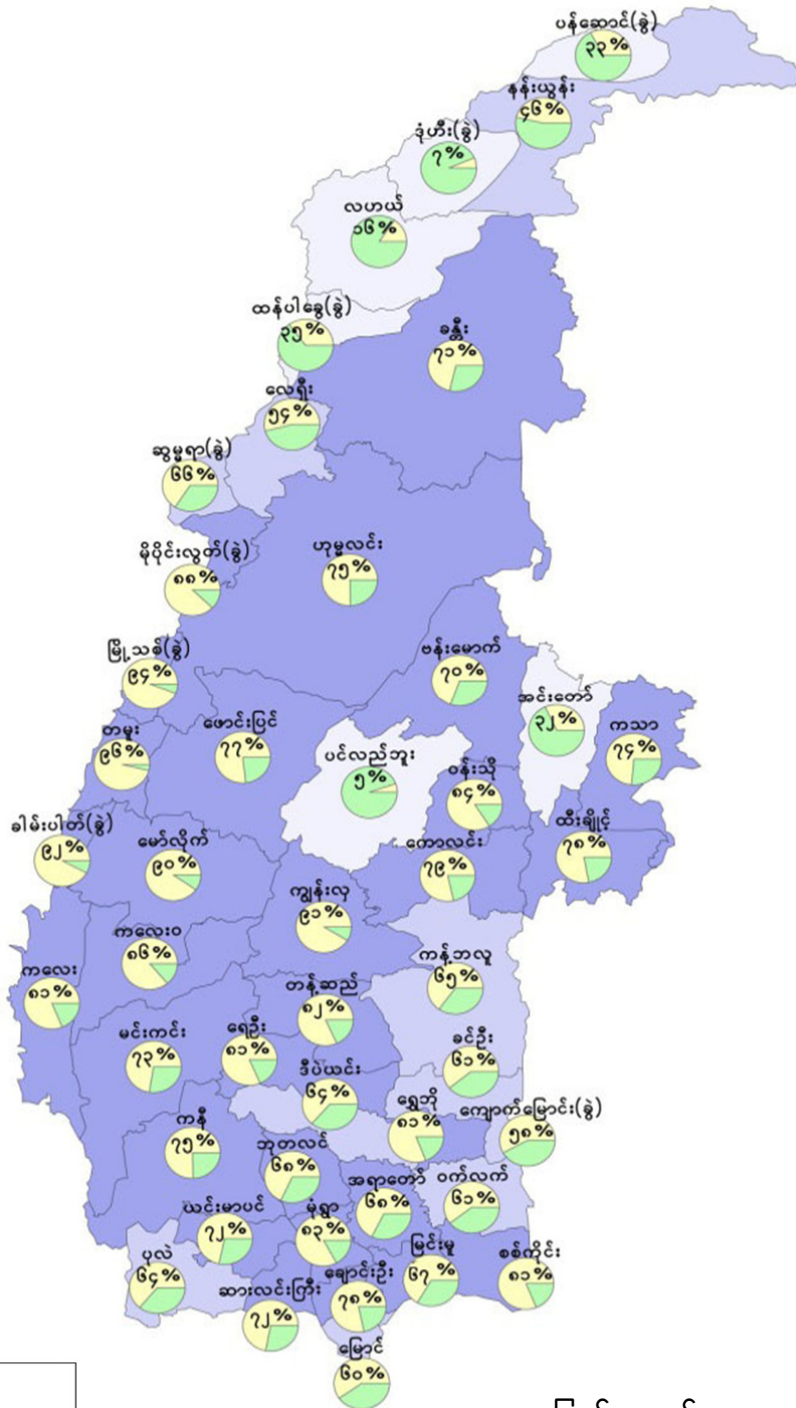 ပန်ဆောင်(ခွဲ)
၃၃%
နန်းယွန်း
၄၆%
ဒုံဟီး(ခွဲ)
၇%
လဟယ်
၁၆%
ထန်ပါခွေ(ခွဲ)
၃၅%
ခန္တီး
၇၁%
လေရှီး
၅၄%
ဆွမ္မရာ(ခွဲ)
၆၆%
မိုပိုင်းလွတ်(ခွဲ)
၈၈%
ဟုမ္မလင်း
၇၅%
မြို့သစ်(ခွဲ)
၉၄%
ဗန်းမောက်
၇၀%
အင်းတော်
၃၂%
ကသာ
၇၄%
တမူး
၉၆%
ဖောင်းပြင်
၇၇%
ပင်လည်ဘူး
၅%
ဝန်းသို
၈၄%
ထီးချိုင့်
၇၈%
ခါမ်းပါတ်(ခွဲ)
၉၂%
မော်လိုက်
၉၀%
ကောလင်း
၇၉%
ကျွန်းလှ
၉၁%
ကလေးဝ
၈၆%
ကန့်ဘလူ
၆၅%
ကလေး
၈၁%
တန့်ဆည်
၈၂%
မင်းကင်း
၇၃%
ရေဦး
၈၁%
ခင်ဦး
၆၁%
ဒီပဲယင်း
၆၄%
ရွှေဘို
၈၁%
ကျောက်မြောင်း(ခွဲ)
၅၈%
ကနီ
၇၅%
ဘုတလင်
၆၈%
အရာတော်
၆၈%
ဝက်လက်
၆၁%
ယင်းမာပင်
၇၂%
မုံရွာ
၈၃%
ပုလဲ
၆၄%
မြင်းမူ
၆၇%
စစ်ကိုင်း
၈၁%
ဆားလင်းကြီး
၇၂%
ချောင်းဦး
၇၈%
မြောင်
၆၀%